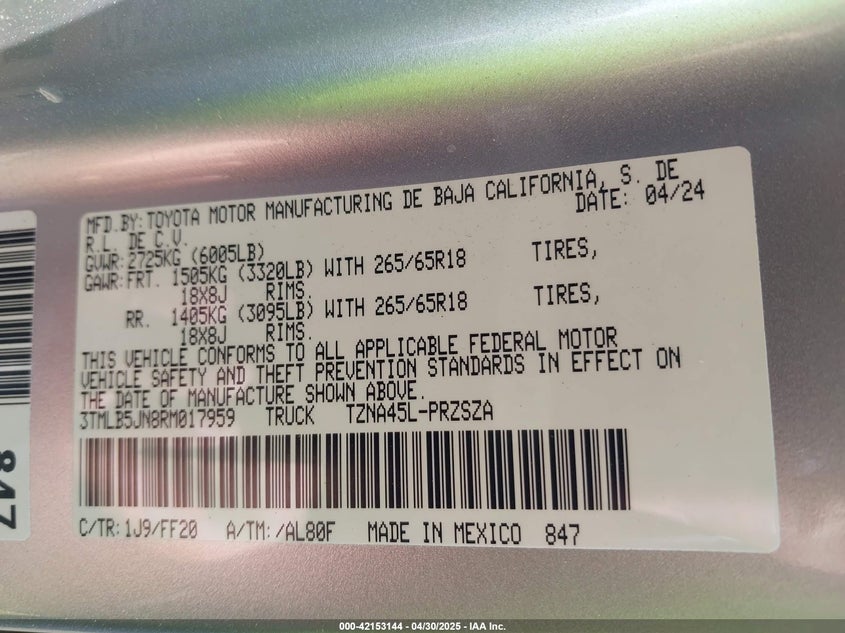 MFD.BY:TOYOTA MOTOR MANUFACTURING DE BAJA CALIFORNIA, S. DE
R.L. DE C.V. DATE: 04/24
GVWR:2725KG (6005LB)
GAWR:FRT. 1505KG (3320LB) WITH 265/65R18 TIRES,
18X8J RIMS.
RR. 1405KG (3095LB) WITH 265/65R18 TIRES,
18X8J RIMS.
THIS VEHICLE CONFORMS TO ALL APPLICABLE FEDERAL MOTOR
VEHICLE SAFETY AND THEFT PREVENTION STANDARDS IN EFFECT ON
THE DATE OF MANUFACTURE SHOWN ABOVE.
3TMLB5JN8RM017959 TRUCK TZNA45L-PRZSZA
C/TR:1J9/FF20 A/TM:/AL80F MADE IN MEXICO 847
847
000-42153144 - 04/30/2025 - IAA Inc.